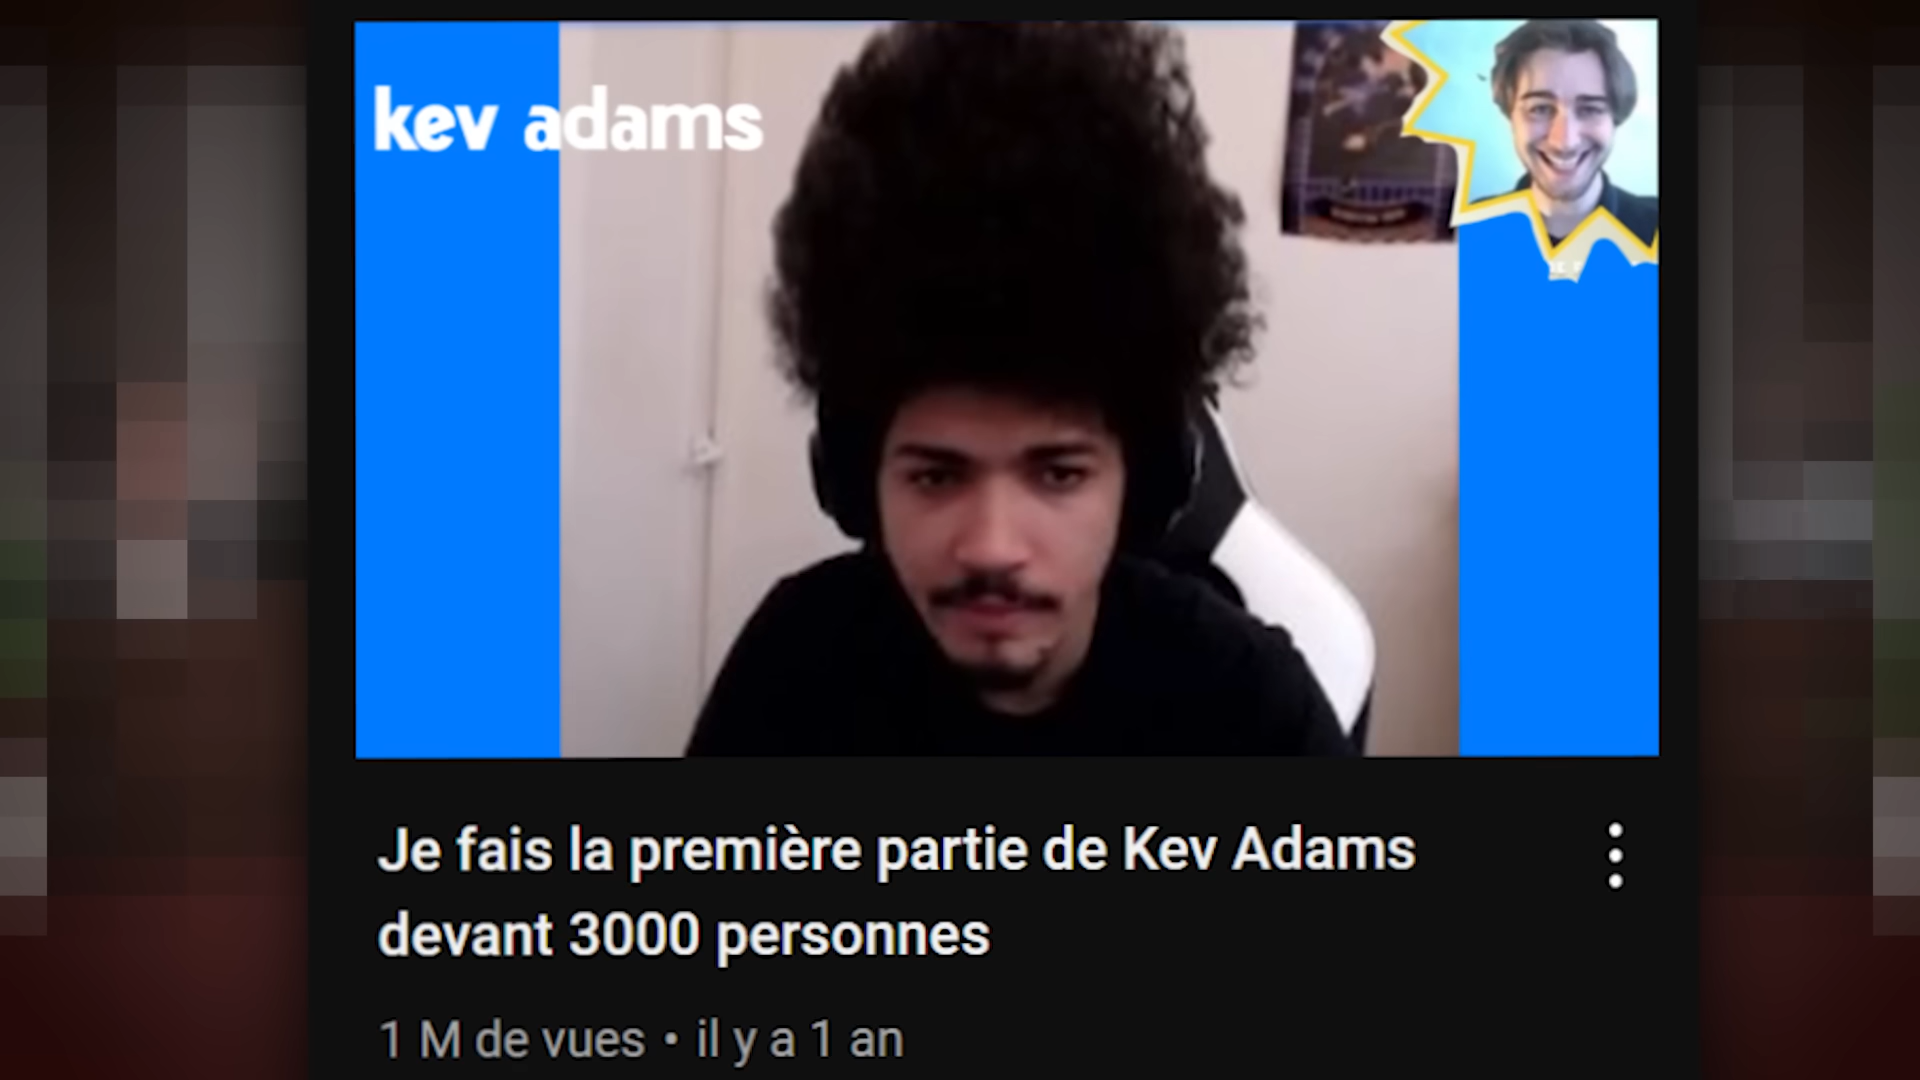 kev adams
Je fais la première partie de Kev Adams
devant 3000 personnes
1 M de vues • il y a 1 an